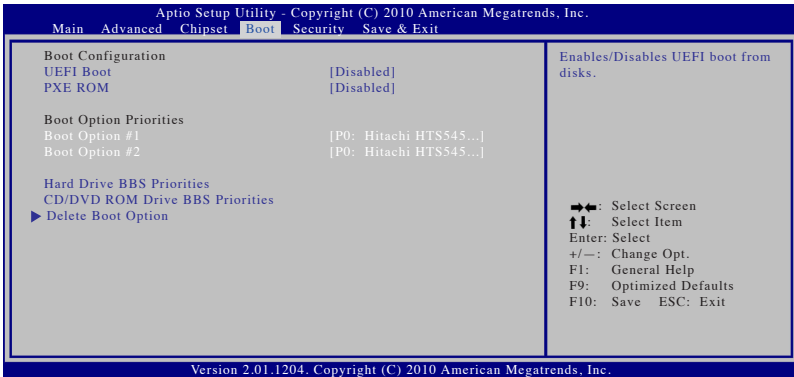 Aptio Setup Utility - Copyright (C) 2010 American Megatrends, Inc.
Main Advanced Chipset Boot Security Save & Exit
Boot Configuration
UEFI Boot [Disabled]
PXE ROM [Disabled]
Boot Option Priorities
Boot Option #1 [P0: Hitachi HTS545...]
Boot Option #2 [P0: Hitachi HTS545...]
Hard Drive BBS Priorities
CD/DVD ROM Drive BBS Priorities
Delete Boot Option
Enables/Disables UEFI boot from
disks.
→←: Select Screen
↑↓: Select Item
Enter: Select
+/—: Change Opt.
F1: General Help
F9: Optimized Defaults
F10: Save ESC: Exit
Version 2.01.1204. Copyright (C) 2010 American Megatrends, Inc.